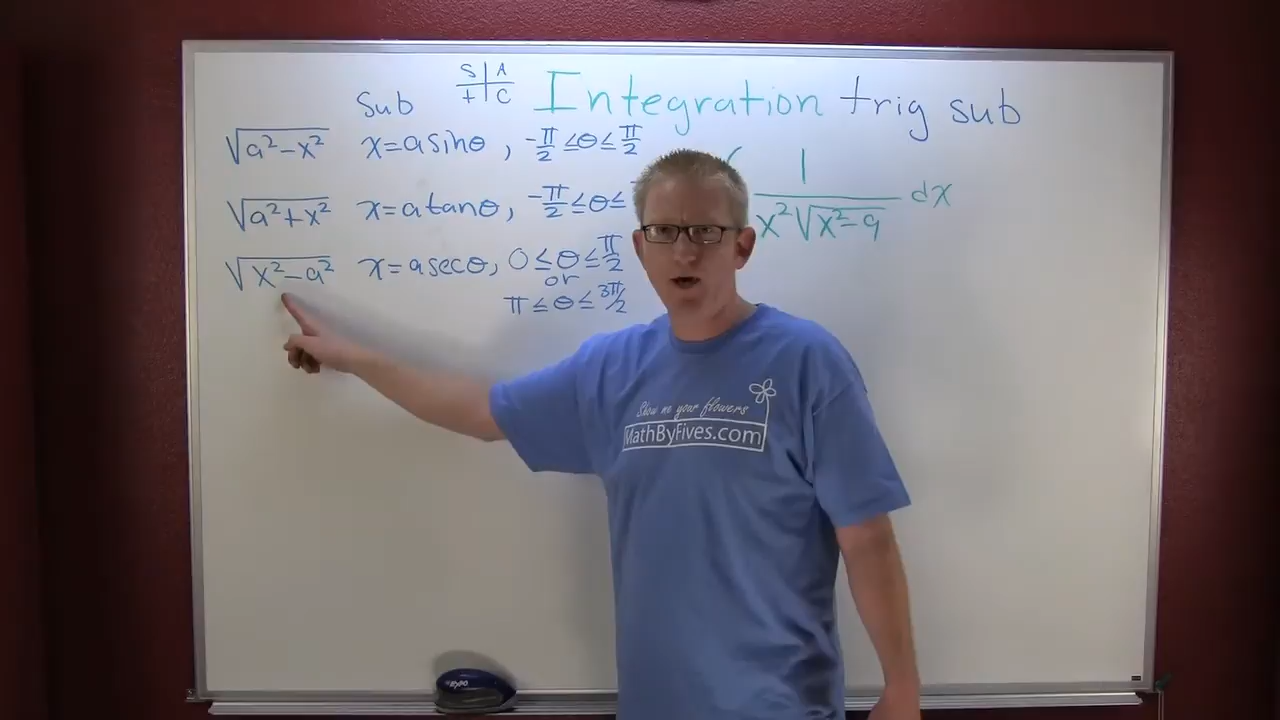 S A
T C
Integration trig sub
Sub
√a²-x² x=a sinθ, -π/2 ≤θ≤ π/2
√a²+x² x=a tanθ, -π/2 ≤θ≤
√x²-a² x=a secθ, 0≤θ≤π/2
or
π≤θ≤3π/2
1/(x²√x²-9) dx
Show me your flowers
MathByFives.com
EXPO